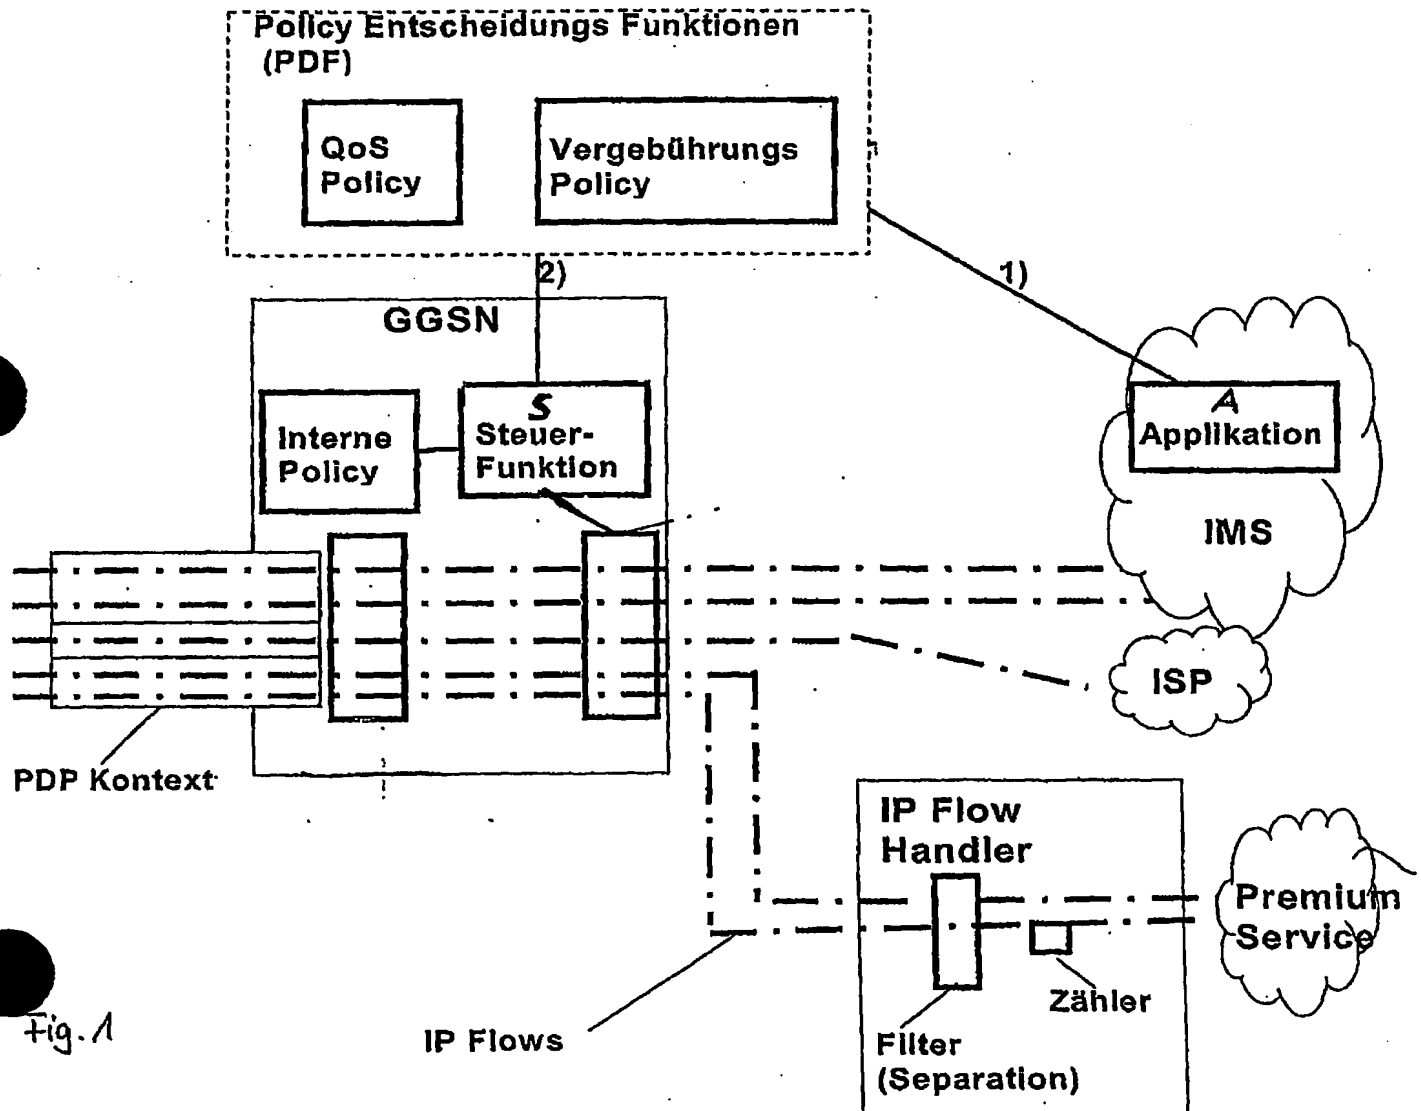 Policy Entscheidungs Funktionen
(PDF)
QoS
Policy
Vergebührungs
Policy
2)
1)
GGSN
S
Steuer-
Funktion
Interne
Policy
A
Applikation
IMS
ISP
PDP Kontext
IP Flow
Handler
Premium
Service
Zähler
Filter
(Separation)
IP Flows
Fig. 1